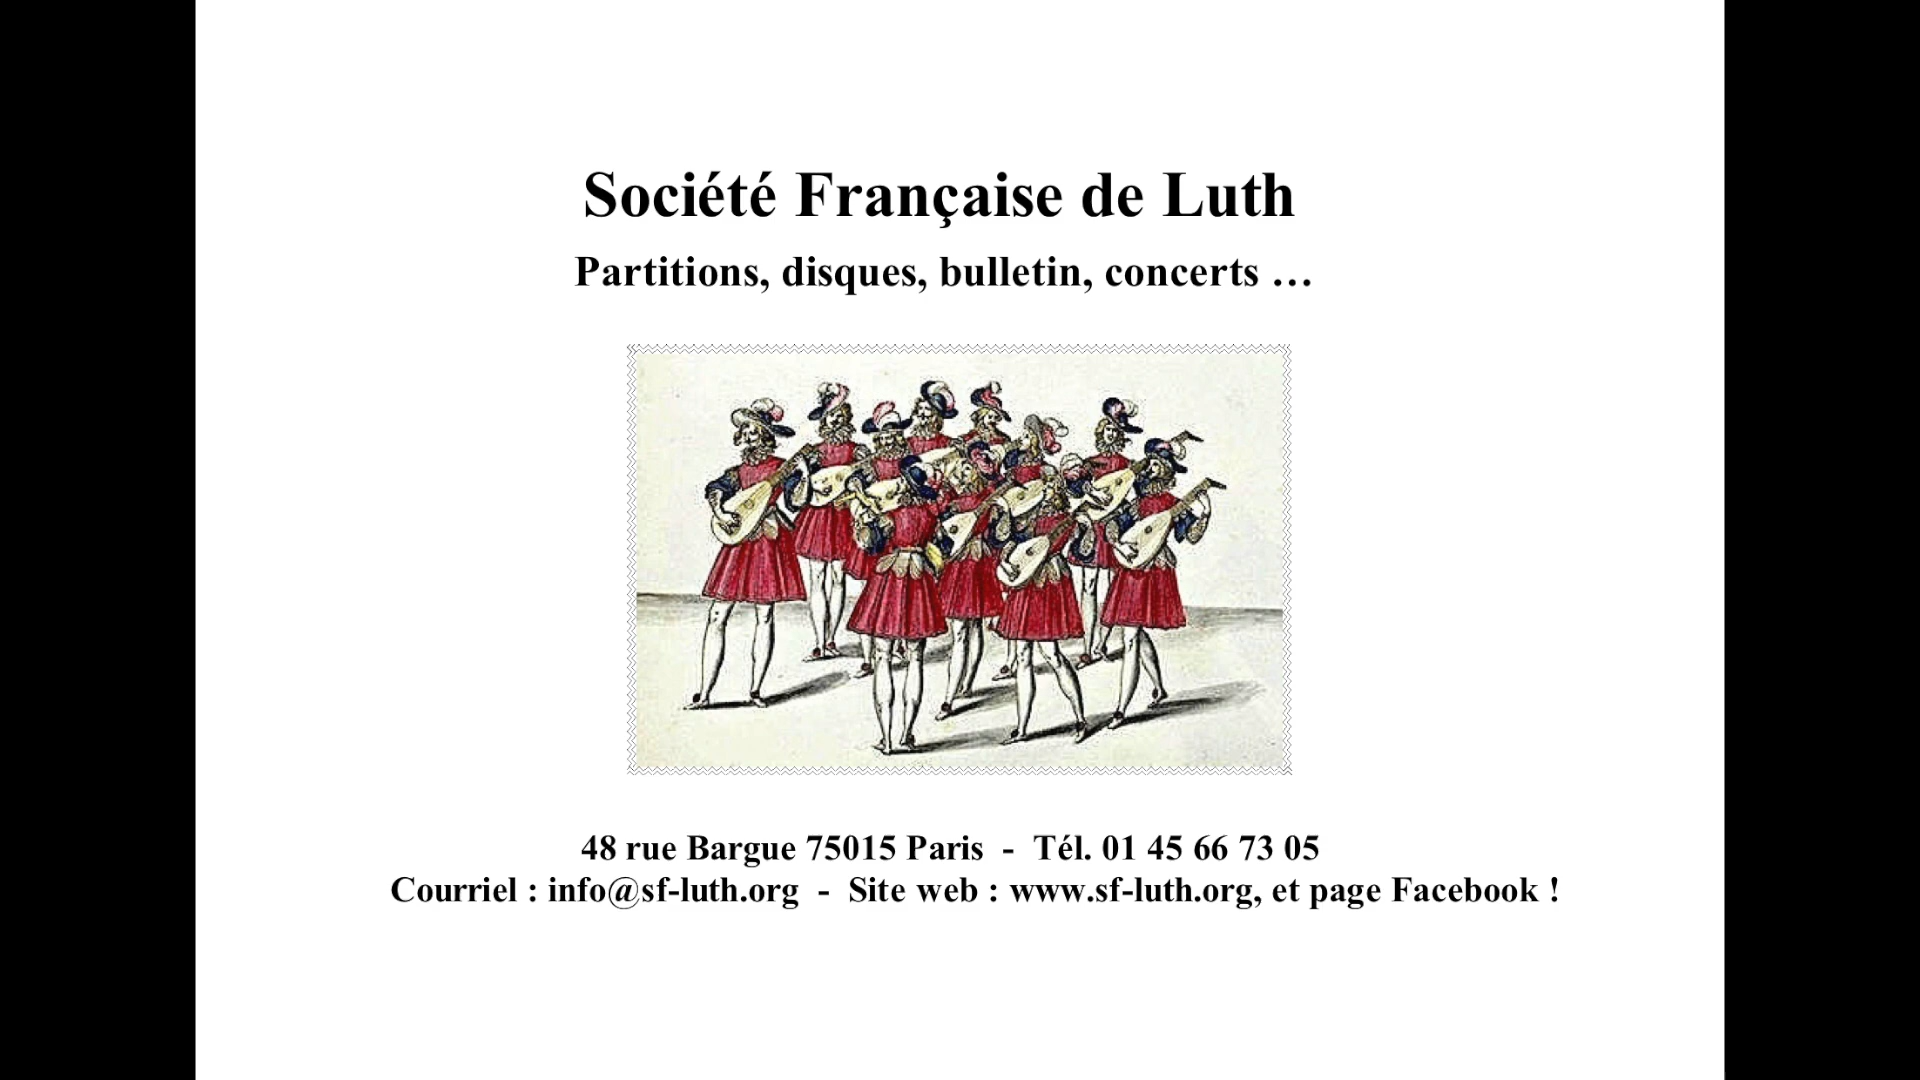 Société Française de Luth
Partitions, disques, bulletin, concerts …
48 rue Bargue 75015 Paris - Tél. 01 45 66 73 05
Courriel : info@sf-luth.org - Site web : www.sf-luth.org, et page Facebook !